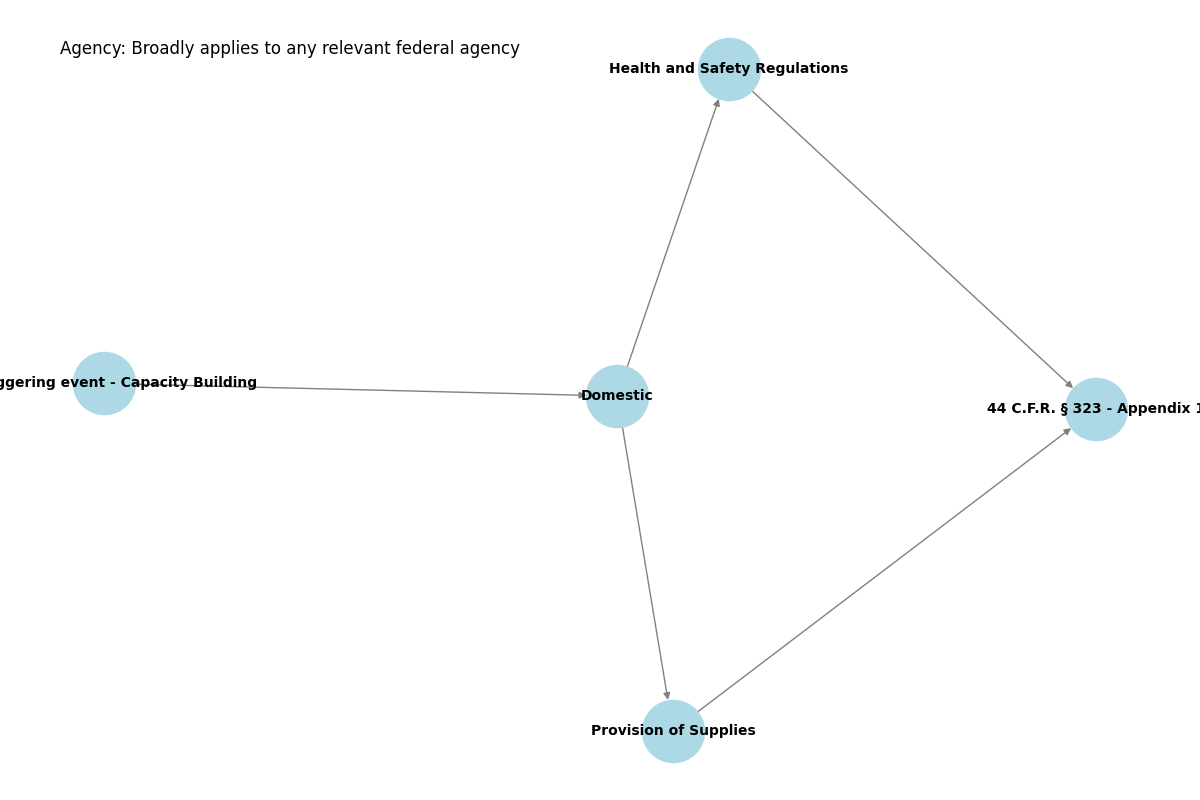 Agency: Broadly applies to any relevant federal agency
Health and Safety Regulations
ggering event - Capacity Building
Domestic
44 C.F.R. § 323 - Appendix 1
Provision of Supplies